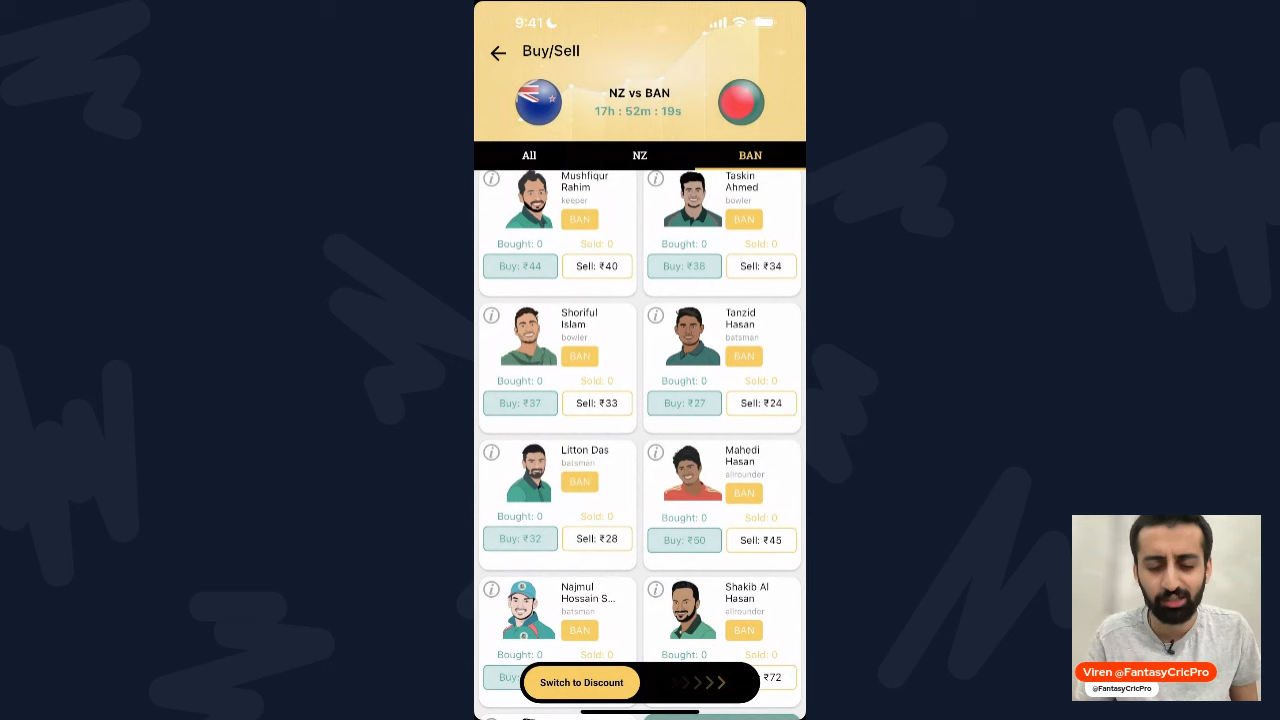 9:41
Buy/Sell
NZ vs BAN
17h : 52m : 19s
All
NZ
BAN
Mushfiqur
Rahim
keeper
BAN
Bought: 0
Sold: 0
Buy: ₹44
Sell: ₹40
Taskin
Ahmed
bowler
BAN
Bought: 0
Sold: 0
Buy: ₹38
Sell: ₹34
Shoriful
Islam
bowler
BAN
Bought: 0
Sold: 0
Buy: ₹37
Sell: ₹33
Tanzid
Hasan
batsman
BAN
Bought: 0
Sold: 0
Buy: ₹27
Sell: ₹24
Litton Das
batsman
BAN
Bought: 0
Sold: 0
Buy: ₹32
Sell: ₹28
Mahedi
Hasan
allrounder
BAN
Bought: 0
Sold: 0
Buy: ₹50
Sell: ₹45
Najmul
Hossain S...
batsman
BAN
Bought: 0
Sold: 0
Buy
Shakib Al
Hasan
allrounder
BAN
Bought: 0
Sold: 0
₹72
Switch to Discount
Viren @FantasyCricPro
@FantasyCricPro